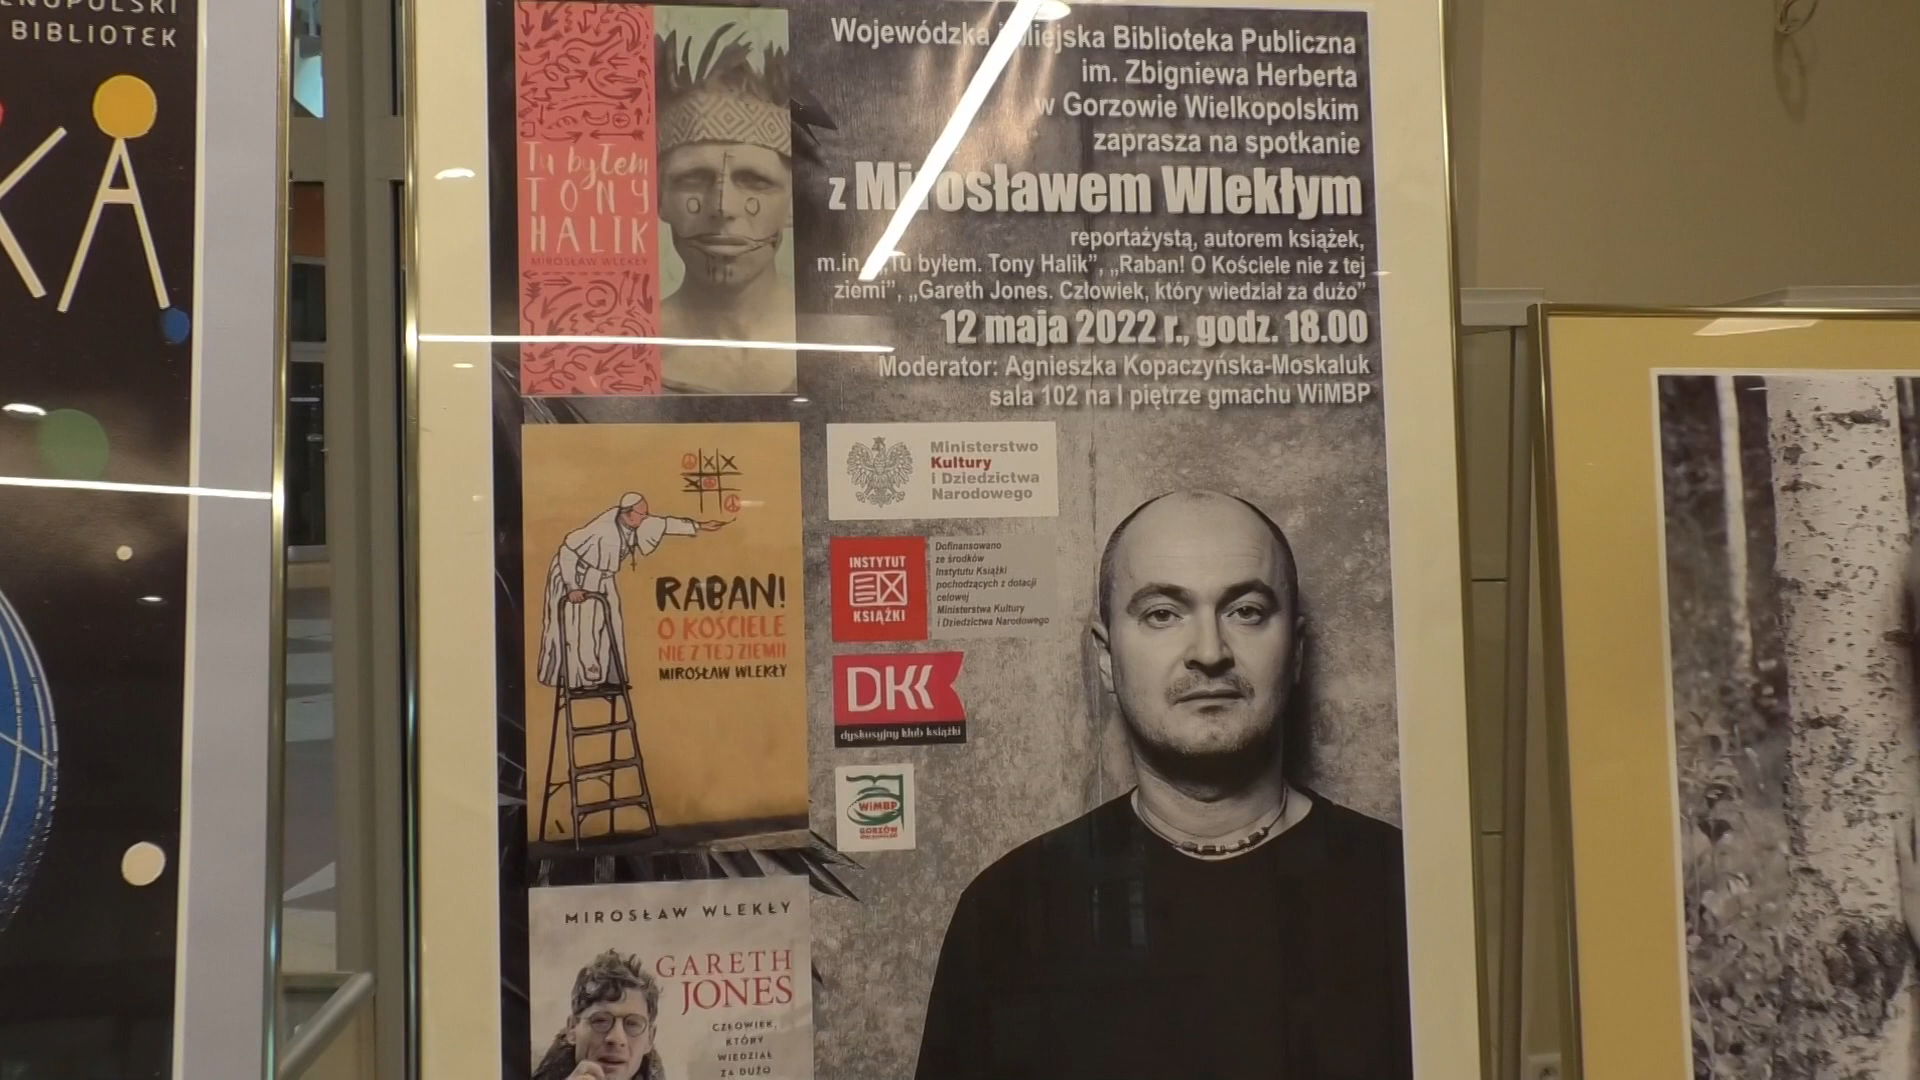 BIBLIOTEK
KA
Tu byłem
TONY
HALIK
MIROSŁAW WLEKŁY
Wojewódzka i Miejska Biblioteka Publiczna
im. Zbigniewa Herberta
w Gorzowie Wielkopolskim
zaprasza na spotkanie
z Mirosławem Wlekłym
reportażystą, autorem książek,
m.in. „Tu byłem. Tony Halik”, „Raban! O Kościele nie z tej
ziemi”, „Gareth Jones. Człowiek, który wiedział za dużo”
12 maja 2022 r., godz. 18.00
Moderator: Agnieszka Kopaczyńska-Moskaluk
sala 102 na I piętrze gmachu WiMBP
RABAN!
O KOŚCIELE
NIE Z TEJ ZIEMI
MIROSŁAW WLEKŁY
Ministerstwo
Kultury
i Dziedzictwa
Narodowego
INSTYTUT
KSIĄŻKI
Dofinansowano
ze środków
Instytutu Książki
pochodzących z dotacji
celowej
Ministerstwa Kultury
i Dziedzictwa Narodowego
DKK
dyskusyjny klub książki
WiMBP
GORZÓW
MIROSŁAW WLEKŁY
GARETH
JONES
CZŁOWIEK,
KTÓRY
WIEDZIAŁ
ZA DUŻO